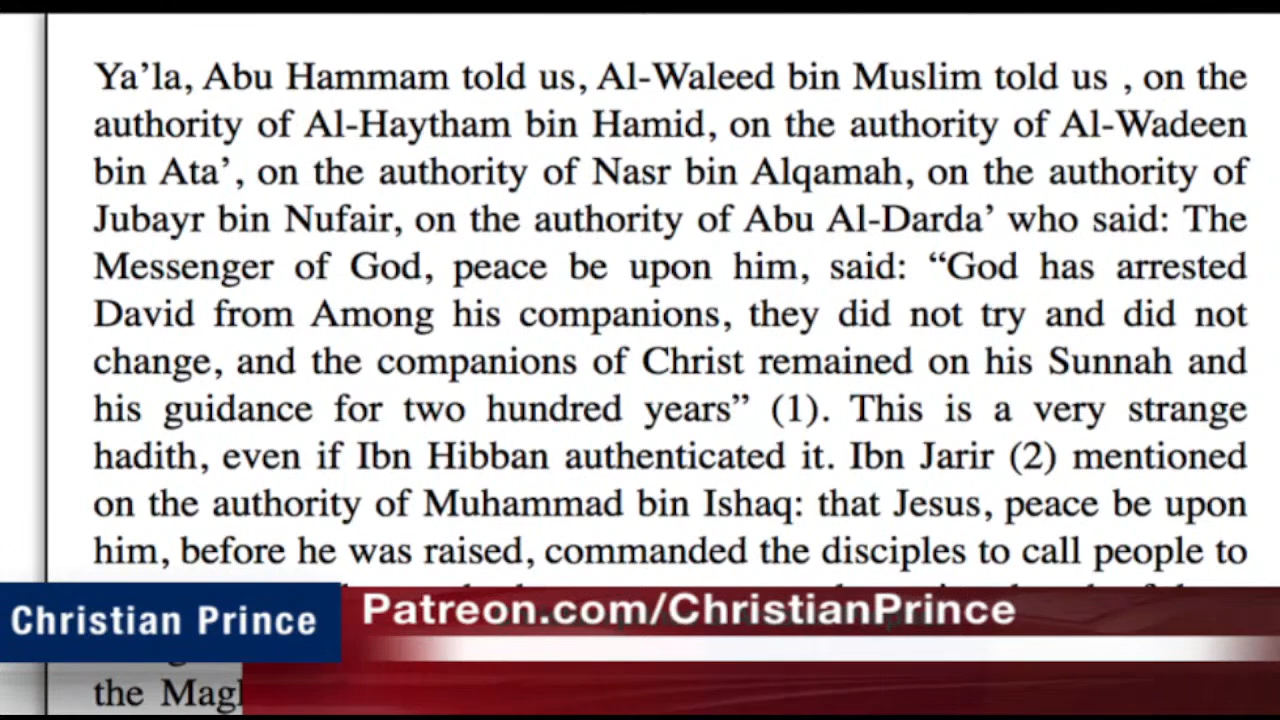 Ya'la, Abu Hammam told us, Al-Waleed bin Muslim told us , on the
authority of Al-Haytham bin Hamid, on the authority of Al-Wadeen
bin Ata', on the authority of Nasr bin Alqamah, on the authority of
Jubayr bin Nufair, on the authority of Abu Al-Darda' who said: The
Messenger of God, peace be upon him, said: “God has arrested
David from Among his companions, they did not try and did not
change, and the companions of Christ remained on his Sunnah and
his guidance for two hundred years” (1). This is a very strange
hadith, even if Ibn Hibban authenticated it. Ibn Jarir (2) mentioned
on the authority of Muhammad bin Ishaq: that Jesus, peace be upon
him, before he was raised, commanded the disciples to call people to
Christian Prince
Patreon.com/ChristianPrince
the